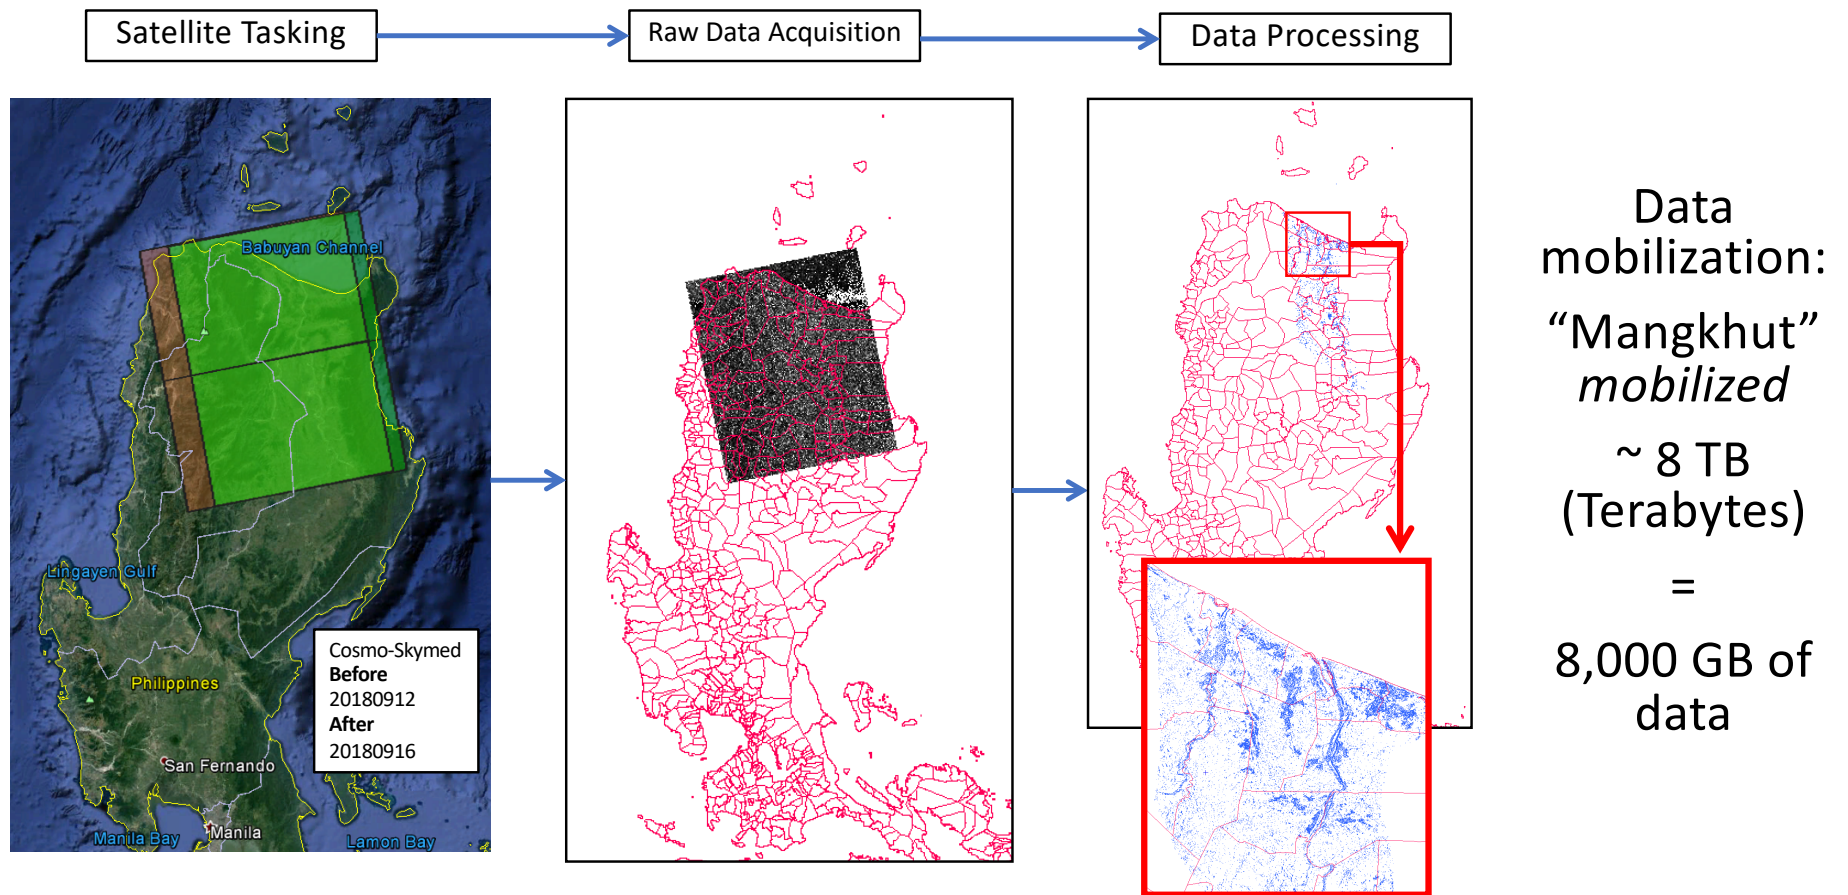 Satellite Tasking
Raw Data Acquisition
Data Processing
Babuyan Channel
Lingayen Gulf
Philippines
San Fernando
Manila Bay
Manila
Lamon Bay
Cosmo-Skymed
Before
20180912
After
20180916
Data
mobilization:
“Mangkhut”
mobilized
~ 8 TB
(Terabytes)
=
8,000 GB of
data